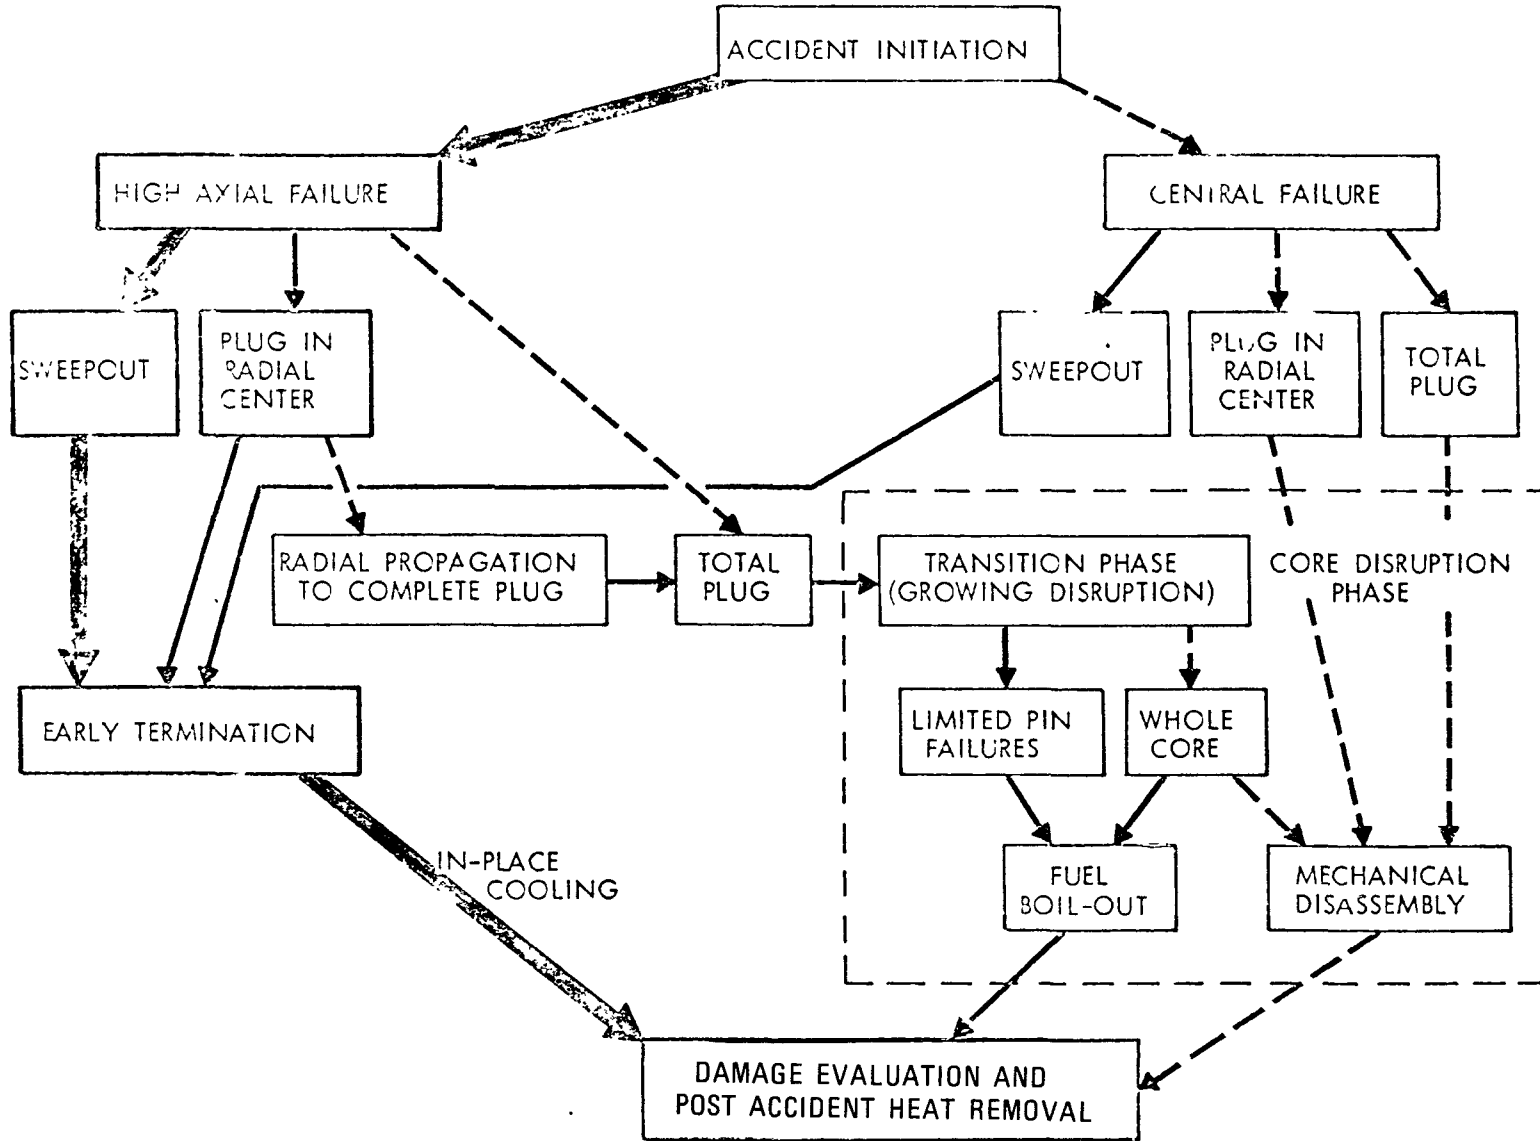 ACCIDENT INITIATION
HIGH AXIAL FAILURE
CENTRAL FAILURE
SWEEPOUT
PLUG IN
RADIAL
CENTER
SWEEPOUT
PLUG IN
RADIAL
CENTER
TOTAL
PLUG
RADIAL PROPAGATION
TO COMPLETE PLUG
TOTAL
PLUG
TRANSITION PHASE
(GROWING DISRUPTION)
CORE DISRUPTION
PHASE
EARLY TERMINATION
LIMITED PIN
FAILURES
WHOLE
CORE
IN-PLACE
COOLING
FUEL
BOIL-OUT
MECHANICAL
DISASSEMBLY
DAMAGE EVALUATION AND
POST ACCIDENT HEAT REMOVAL